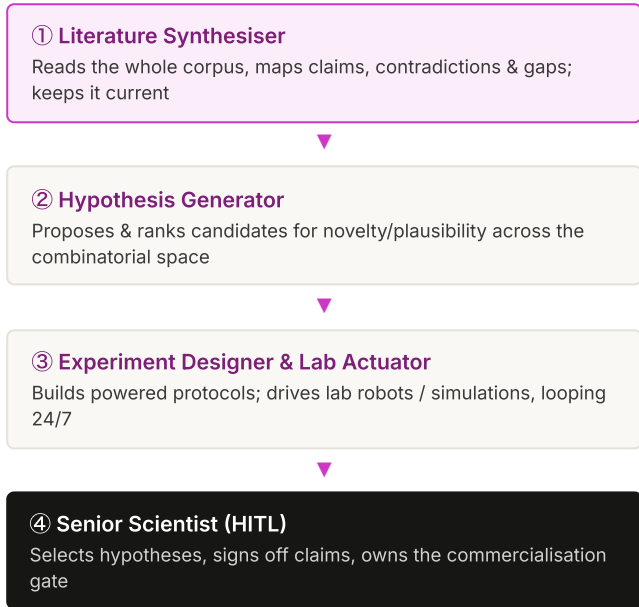 ① Literature Synthesiser
Reads the whole corpus, maps claims, contradictions & gaps;
keeps it current
② Hypothesis Generator
Proposes & ranks candidates for novelty/plausibility across the
combinatorial space
③ Experiment Designer & Lab Actuator
Builds powered protocols; drives lab robots / simulations, looping
24/7
④ Senior Scientist (HITL)
Selects hypotheses, signs off claims, owns the commercialisation
gate